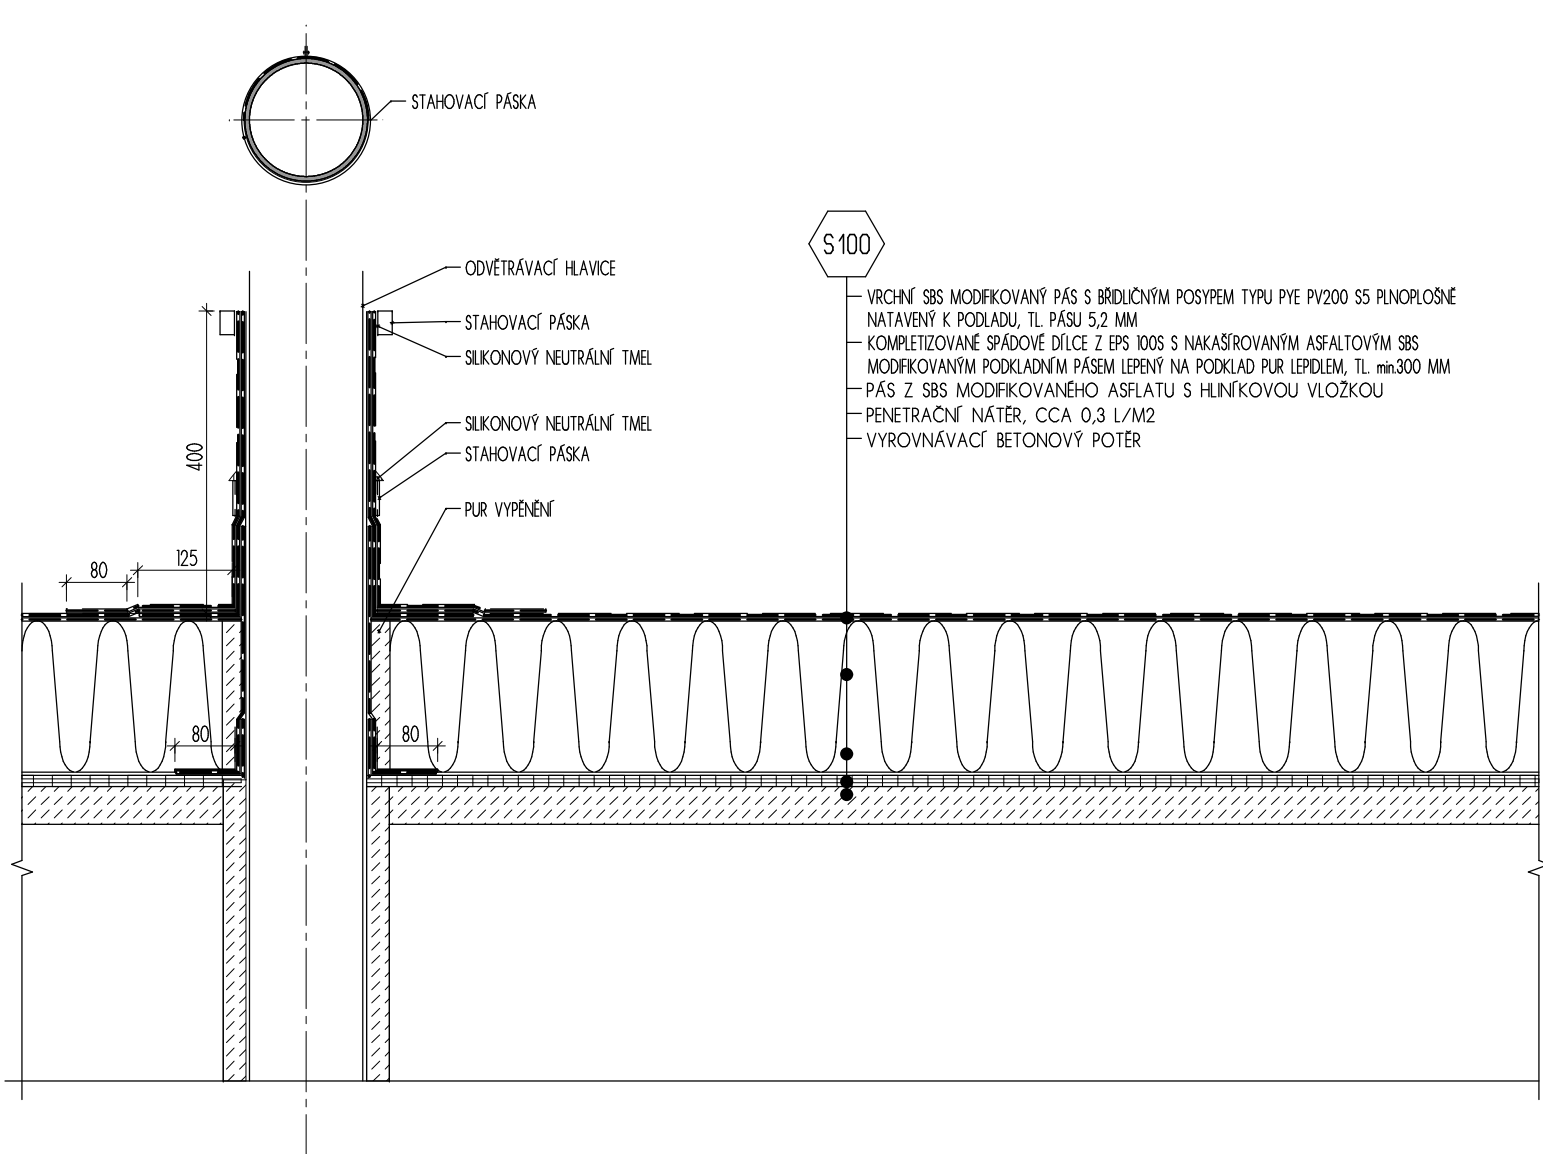 STAHOVACÍ PÁSKA
S100
ODVĚTRÁVACÍ HLAVICE
STAHOVACÍ PÁSKA
SILIKONOVÝ NEUTRÁLNÍ TMEL
SILIKONOVÝ NEUTRÁLNÍ TMEL
STAHOVACÍ PÁSKA
PUR VYPĚNĚNÍ
VRCHNÍ SBS MODIFIKOVANÝ PÁS S BŘIDLIČNÝM POSYPEM TYPU PYE PV200 S5 PLNOPLOŠNĚ
NATAVENÝ K PODLADU, TL. PÁSU 5,2 MM
KOMPLETIZOVANÉ SPÁDOVÉ DÍLCE Z EPS 100S S NAKAŠÍROVANÝM ASFALTOVÝM SBS
MODIFIKOVANÝM PODKLADNÍM PÁSEM LEPENÝ NA PODKLAD PUR LEPIDLEM, TL. min.300 MM
PÁS Z SBS MODIFIKOVANÉHO ASFLATU S HLINÍKOVOU VLOŽKOU
PENETRAČNÍ NÁTĚR, CCA 0,3 L/M2
VYROVNÁVACÍ BETONOVÝ POTĚR
400
125
80
80
80